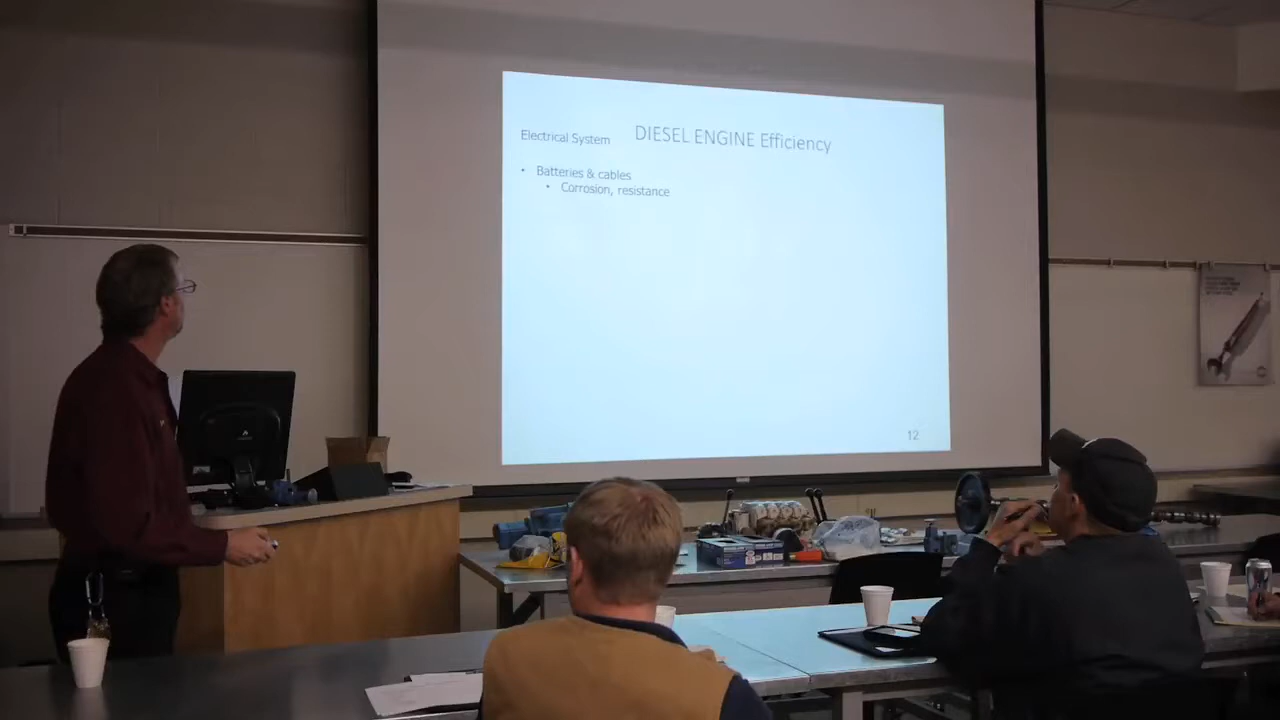 Electrical System DIESEL ENGINE Efficiency
• Batteries & cables
• Corrosion, resistance
12